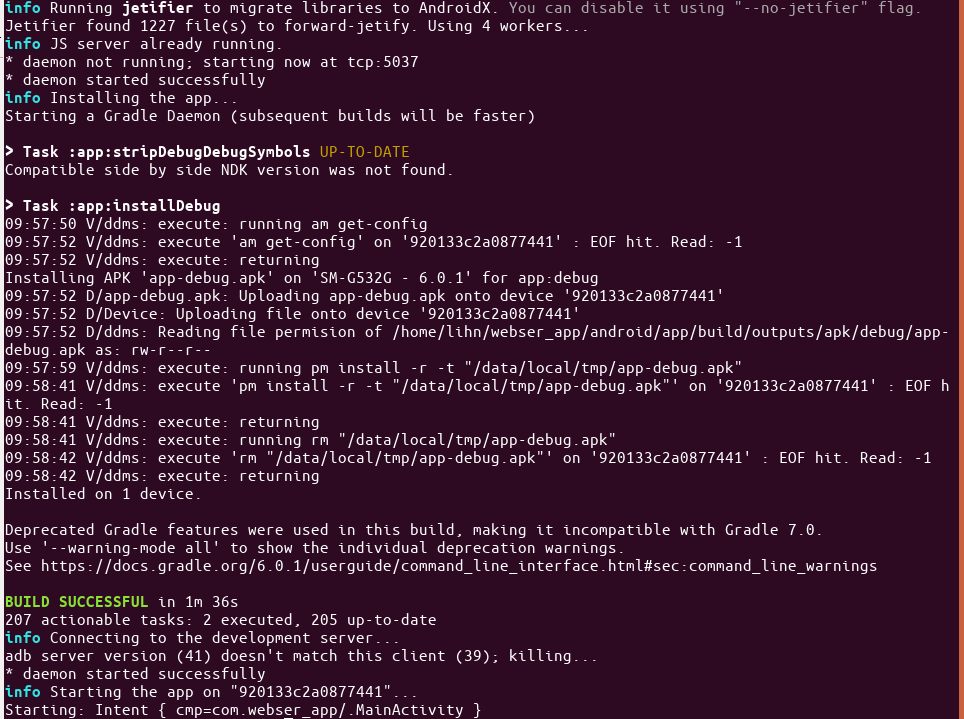 info Running jetifier to migrate libraries to AndroidX. You can disable it using "--no-jetifier" flag.
Jetifier found 1227 file(s) to forward-jetify. Using 4 workers...
info JS server already running.
* daemon not running; starting now at tcp:5037
* daemon started successfully
info Installing the app...
Starting a Gradle Daemon (subsequent builds will be faster)

> Task :app:stripDebugDebugSymbols UP-TO-DATE
Compatible side by side NDK version was not found.

> Task :app:installDebug
09:57:50 V/ddms: execute: running am get-config
09:57:52 V/ddms: execute 'am get-config' on '920133c2a0877441' : EOF hit. Read: -1
09:57:52 V/ddms: execute: returning
Installing APK 'app-debug.apk' on 'SM-G532G - 6.0.1' for app:debug
09:57:52 D/app-debug.apk: Uploading app-debug.apk onto device '920133c2a0877441'
09:57:52 D/Device: Uploading file onto device '920133c2a0877441'
09:57:52 D/ddms: Reading file permision of /home/lihn/webser_app/android/app/build/outputs/apk/debug/app-
debug.apk as: rw-r--r--
09:57:59 V/ddms: execute: running pm install -r -t "/data/local/tmp/app-debug.apk"
09:58:41 V/ddms: execute 'pm install -r -t "/data/local/tmp/app-debug.apk"' on '920133c2a0877441' : EOF h
it. Read: -1
09:58:41 V/ddms: execute: returning
09:58:41 V/ddms: execute: running rm "/data/local/tmp/app-debug.apk"
09:58:42 V/ddms: execute 'rm "/data/local/tmp/app-debug.apk"' on '920133c2a0877441' : EOF hit. Read: -1
09:58:42 V/ddms: execute: returning
Installed on 1 device.

Deprecated Gradle features were used in this build, making it incompatible with Gradle 7.0.
Use '--warning-mode all' to show the individual deprecation warnings.
See https://docs.gradle.org/6.0.1/userguide/command_line_interface.html#sec:command_line_warnings

BUILD SUCCESSFUL in 1m 36s
207 actionable tasks: 2 executed, 205 up-to-date
info Connecting to the development server...
adb server version (41) doesn't match this client (39); killing...
* daemon started successfully
info Starting the app on "920133c2a0877441"...
Starting: Intent { cmp=com.webser_app/.MainActivity }